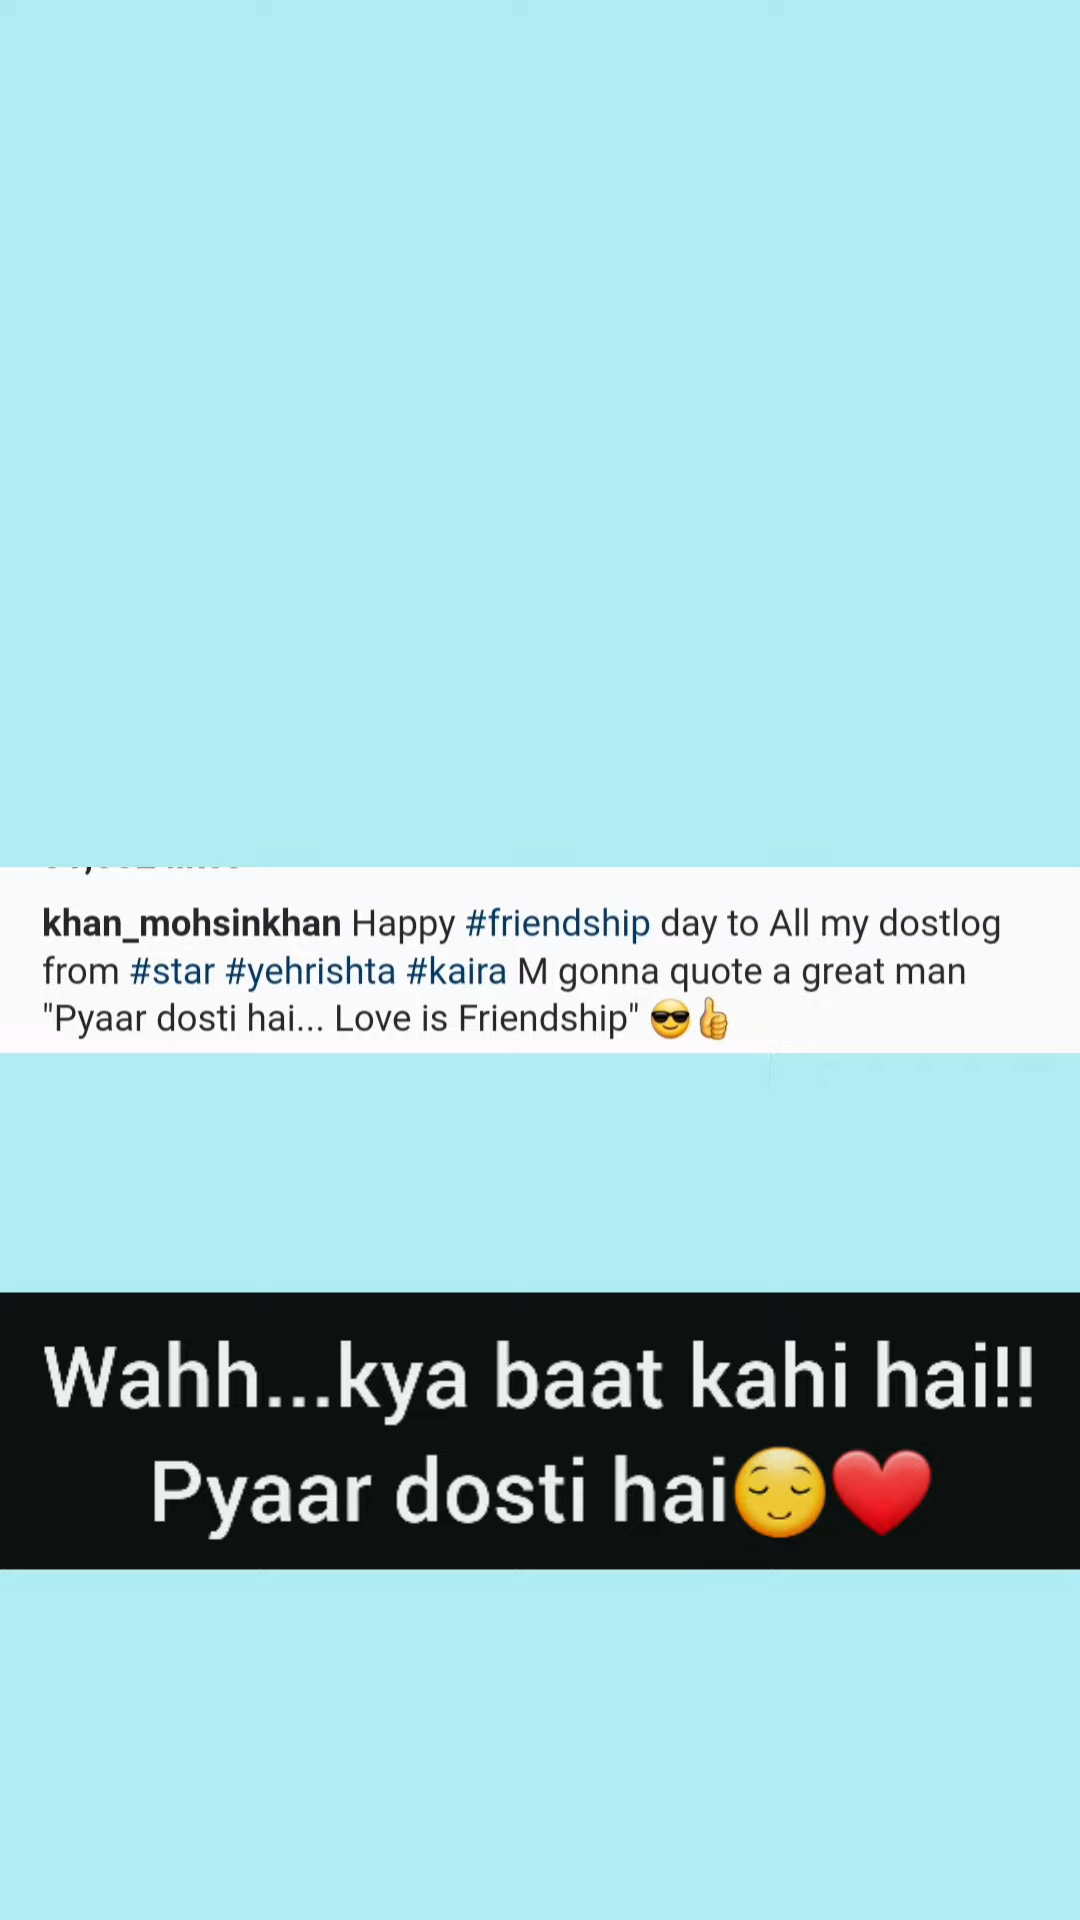 khan_mohsinkhan Happy #friendship day to All my dostlog
from #star #yehrishta #kaira M gonna quote a great man
"Pyaar dosti hai... Love is Friendship" 😎👍
Wahh...kya baat kahi hai!!
Pyaar dosti hai😌❤️